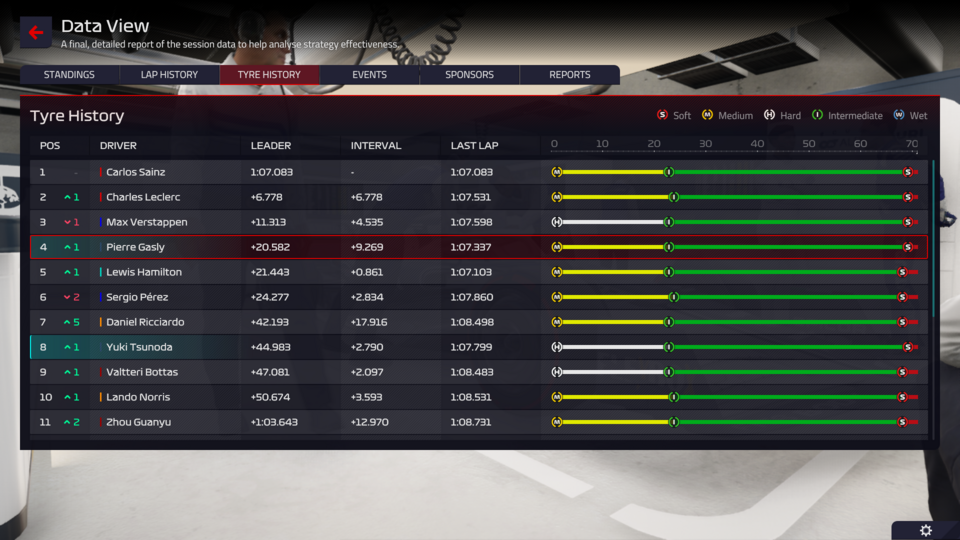 Data View
A final, detailed report of the session data to help analyse strategy effectiveness.
STANDINGS LAP HISTORY TYRE HISTORY EVENTS SPONSORS REPORTS
Tyre History S Soft M Medium H Hard I Intermediate W Wet
POS DRIVER LEADER INTERVAL LAST LAP 0 10 20 30 40 50 60 70
1 - Carlos Sainz 1:07.083 - 1:07.083 M I S
2 1 Charles Leclerc +6.778 +6.778 1:07.531 M I S
3 1 Max Verstappen +11.313 +4.535 1:07.598 H I S
4 1 Pierre Gasly +20.582 +9.269 1:07.337 M I S
5 1 Lewis Hamilton +21.443 +0.861 1:07.103 M I S
6 2 Sergio Pérez +24.277 +2.834 1:07.860 M I S
7 5 Daniel Ricciardo +42.193 +17.916 1:08.498 M I S
8 1 Yuki Tsunoda +44.983 +2.790 1:07.799 H I S
9 1 Valtteri Bottas +47.081 +2.097 1:08.483 H I S
10 1 Lando Norris +50.674 +3.593 1:08.531 M I S
11 2 Zhou Guanyu +1:03.643 +12.970 1:08.731 M I S